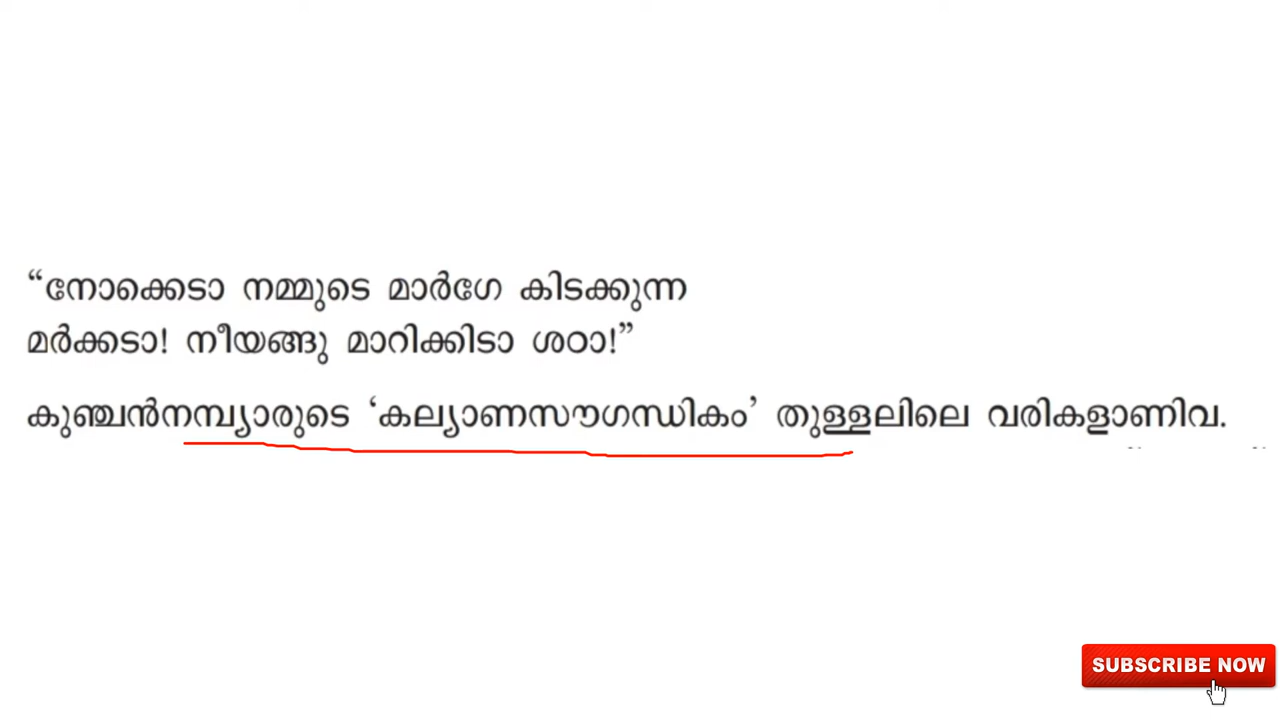 “നോക്കെടാ നമ്മുടെ മാർഗേ കിടക്കുന്ന
മർക്കടാ! നീയങ്ങു മാറിക്കിടാ ശഠാ!”
കുഞ്ചൻനമ്പ്യാരുടെ ‘കല്യാണസൗഗന്ധികം’ തുള്ളലിലെ വരികളാണിവ.
SUBSCRIBE NOW